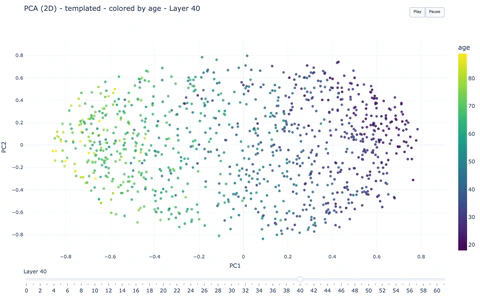 PCA (2D) - templated - colored by age - Layer 40
Play Pause
age
0.8
0.6
0.4
0.2
0
−0.2
−0.4
−0.6
−0.8
PC2
80
70
60
50
40
30
20
−0.8 −0.6 −0.4 −0.2 0 0.2 0.4 0.6 0.8
PC1
Layer 40
0 2 4 6 8 10 12 14 16 18 20 22 24 26 28 30 32 34 36 38 40 42 44 46 48 50 52 54 56 58 60